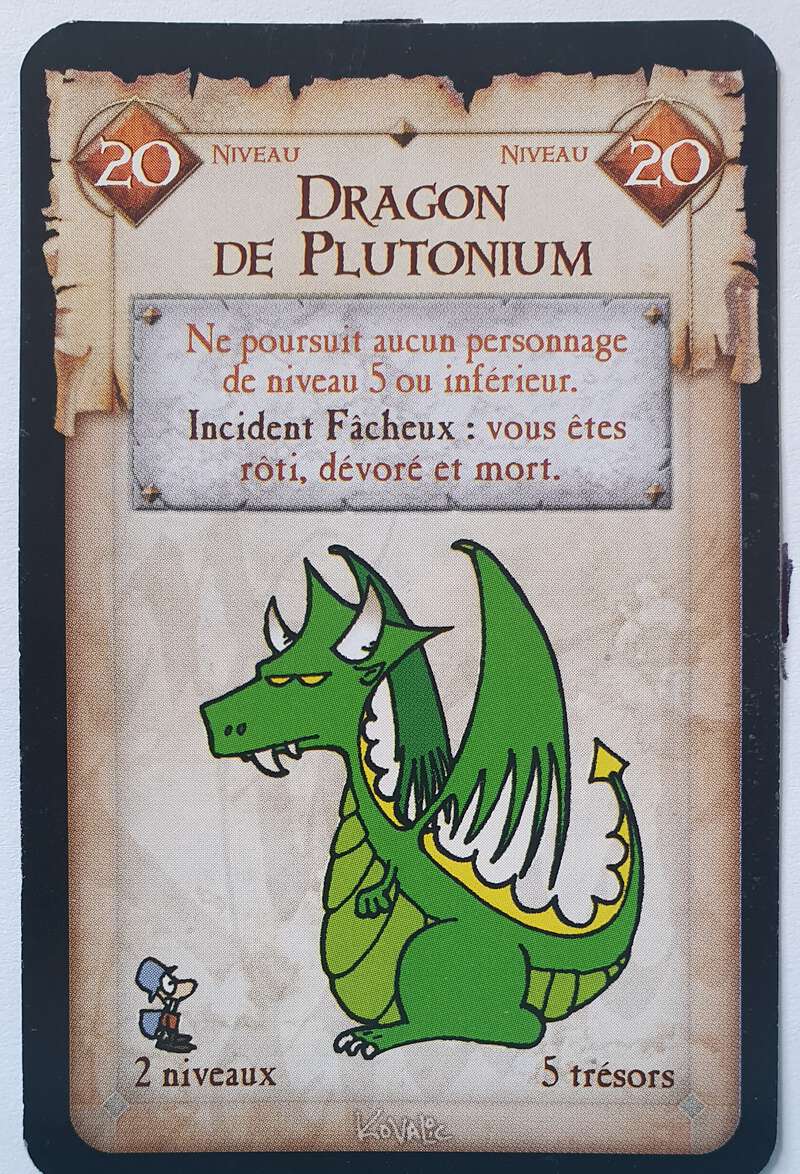 20 Niveau Niveau 20
Dragon
de Plutonium
Ne poursuit aucun personnage
de niveau 5 ou inférieur.
Incident Fâcheux : vous êtes
rôti, dévoré et mort.
2 niveaux 5 trésors
Kovalic